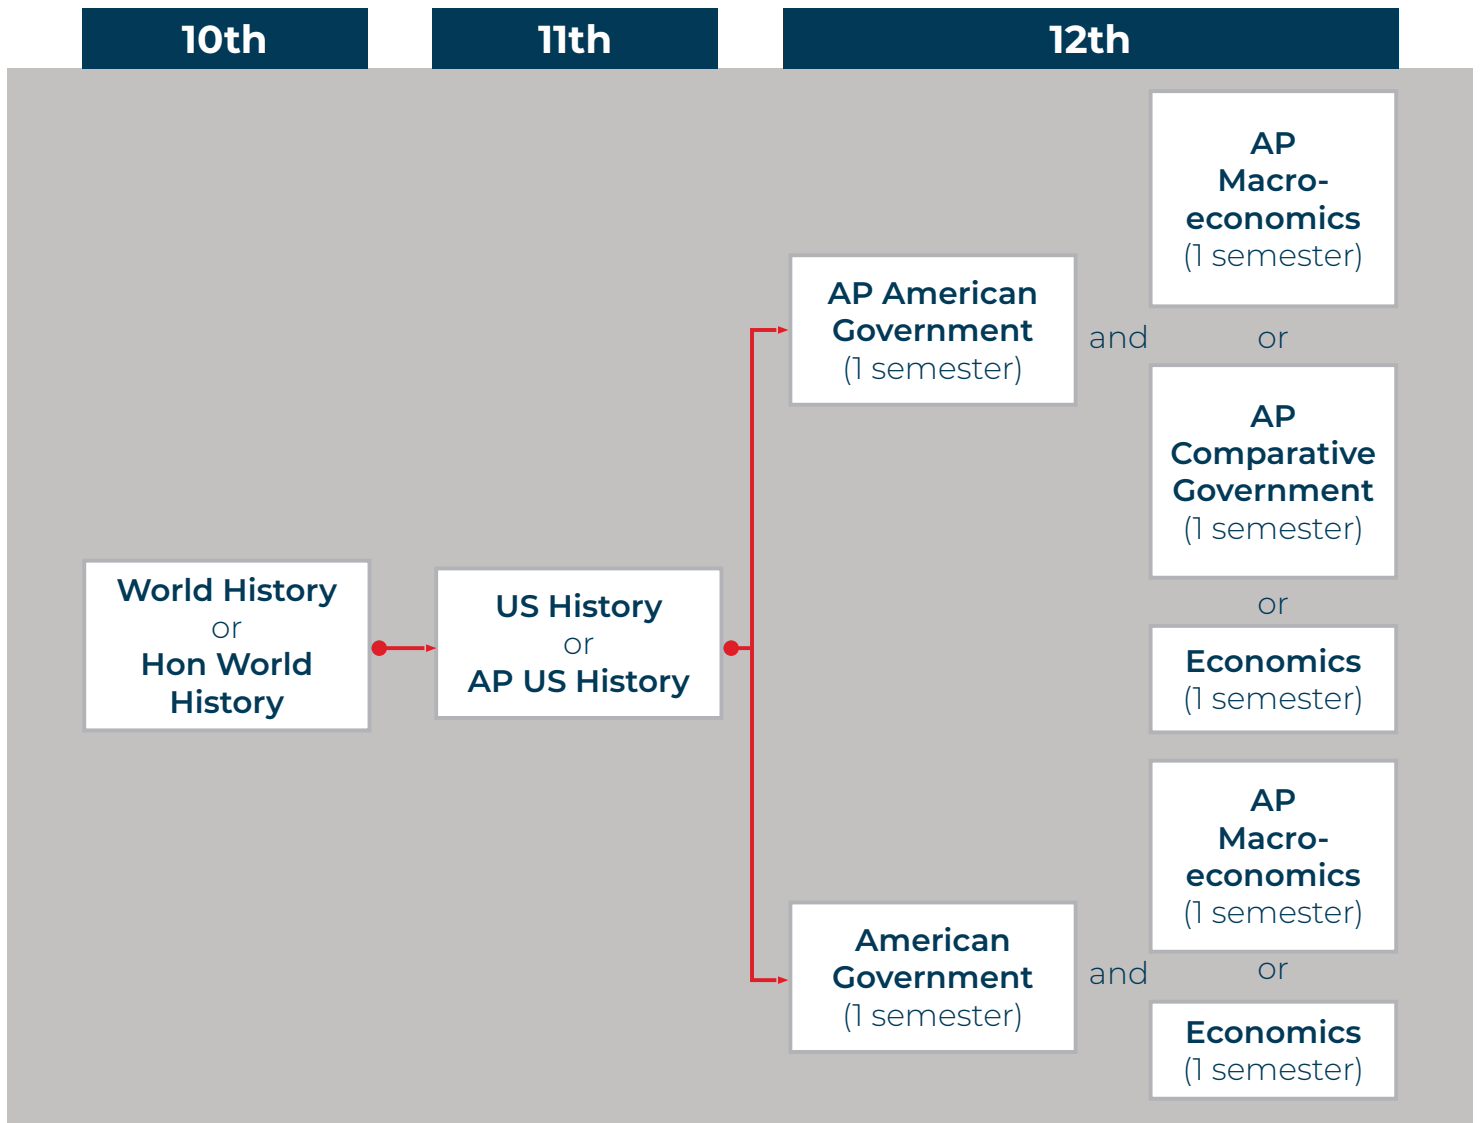 10th
11th
12th
World History
or
Hon World
History
US History
or
AP US History
AP American
Government
(1 semester)
and
AP
Macro-
economics
(1 semester)
or
AP
Comparative
Government
(1 semester)
or
Economics
(1 semester)
American
Government
(1 semester)
and
AP
Macro-
economics
(1 semester)
or
Economics
(1 semester)